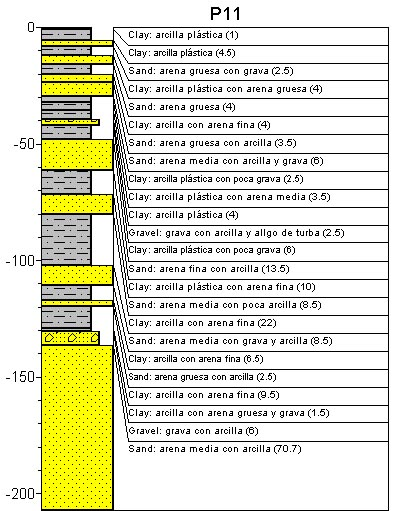 P11
0
Clay: arcilla plástica (1)
Clay: arcilla plástica (4.5)
Sand: arena gruesa con grava (2.5)
Clay: arcilla plástica con arena gruesa (4)
Sand: arena gruesa (4)
Clay: arcilla con arena fina (4)
-50
Sand: arena gruesa con arcilla (3.5)
Sand: arena media con arcilla y grava (6)
Clay: arcilla plástica con poca grava (2.5)
Clay: arcilla plástica con arena media (3.5)
Clay: arcilla plástica (4)
Gravel: grava con arcilla y allgo de turba (2.5)
Clay: arcilla plástica con poca grava (6)
-100
Sand: arena fina con arcilla (13.5)
Clay: arcilla plástica con arena fina (10)
Sand: arena media con poca arcilla (8.5)
Clay: arcilla con arena fina (22)
Sand: arena media con grava y arcilla (8.5)
Clay: arcilla con arena fina (6.5)
-150
Sand: arena gruesa con arcilla (2.5)
Clay: arcilla con arena fina (9.5)
Clay: arcilla con arena gruesa y grava (1.5)
Gravel: grava con arcilla (6)
Sand: arena media con arcilla (70.7)
-200